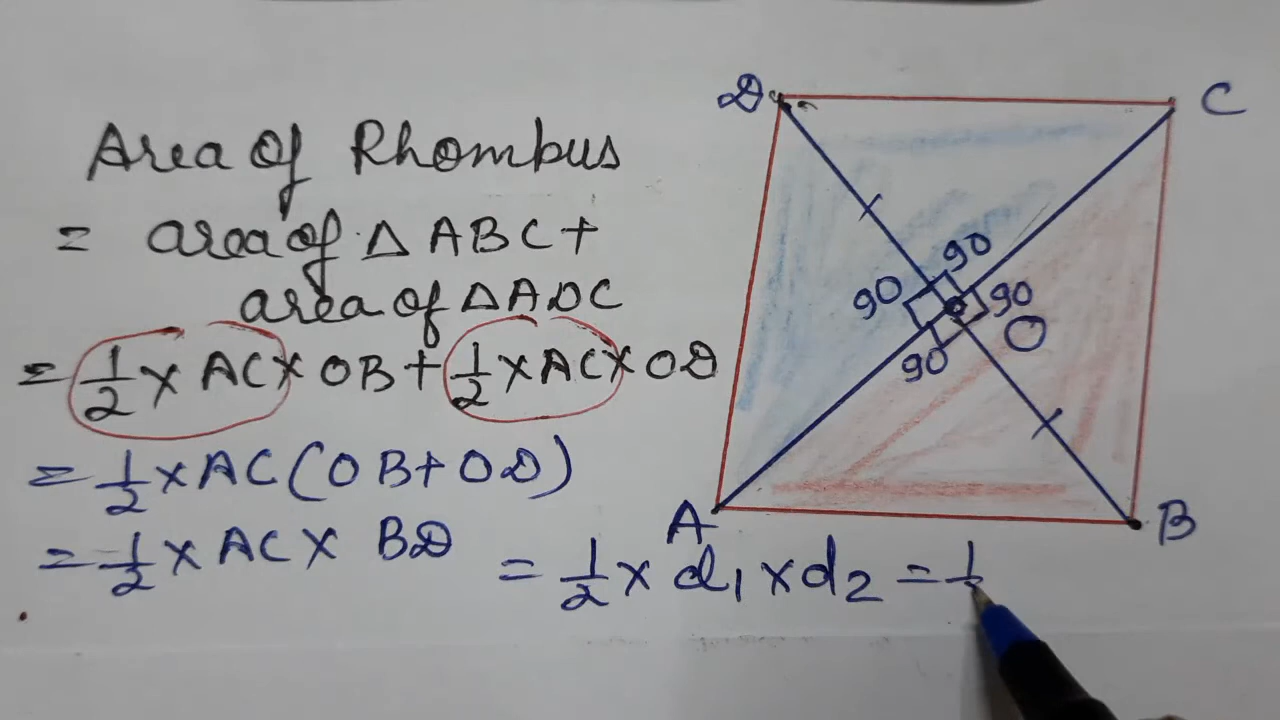 Area Of Rhombus
= area of △ ABC +
area of △ADC
= 1/2 × AC × OB + 1/2 × AC × OD
= 1/2 × AC (OB + OD)
= 1/2 × AC × BD = 1/2 × d1 × d2 = 1/2
D
C
90
90
90
90
O
A
B